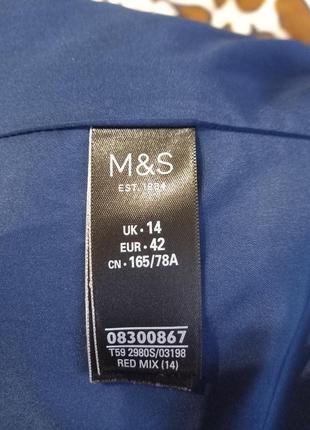 M&S
EST. 1884
UK • 14
EUR • 42
CN • 165/78A
08300867
T59 2980S/03198
RED MIX (14)